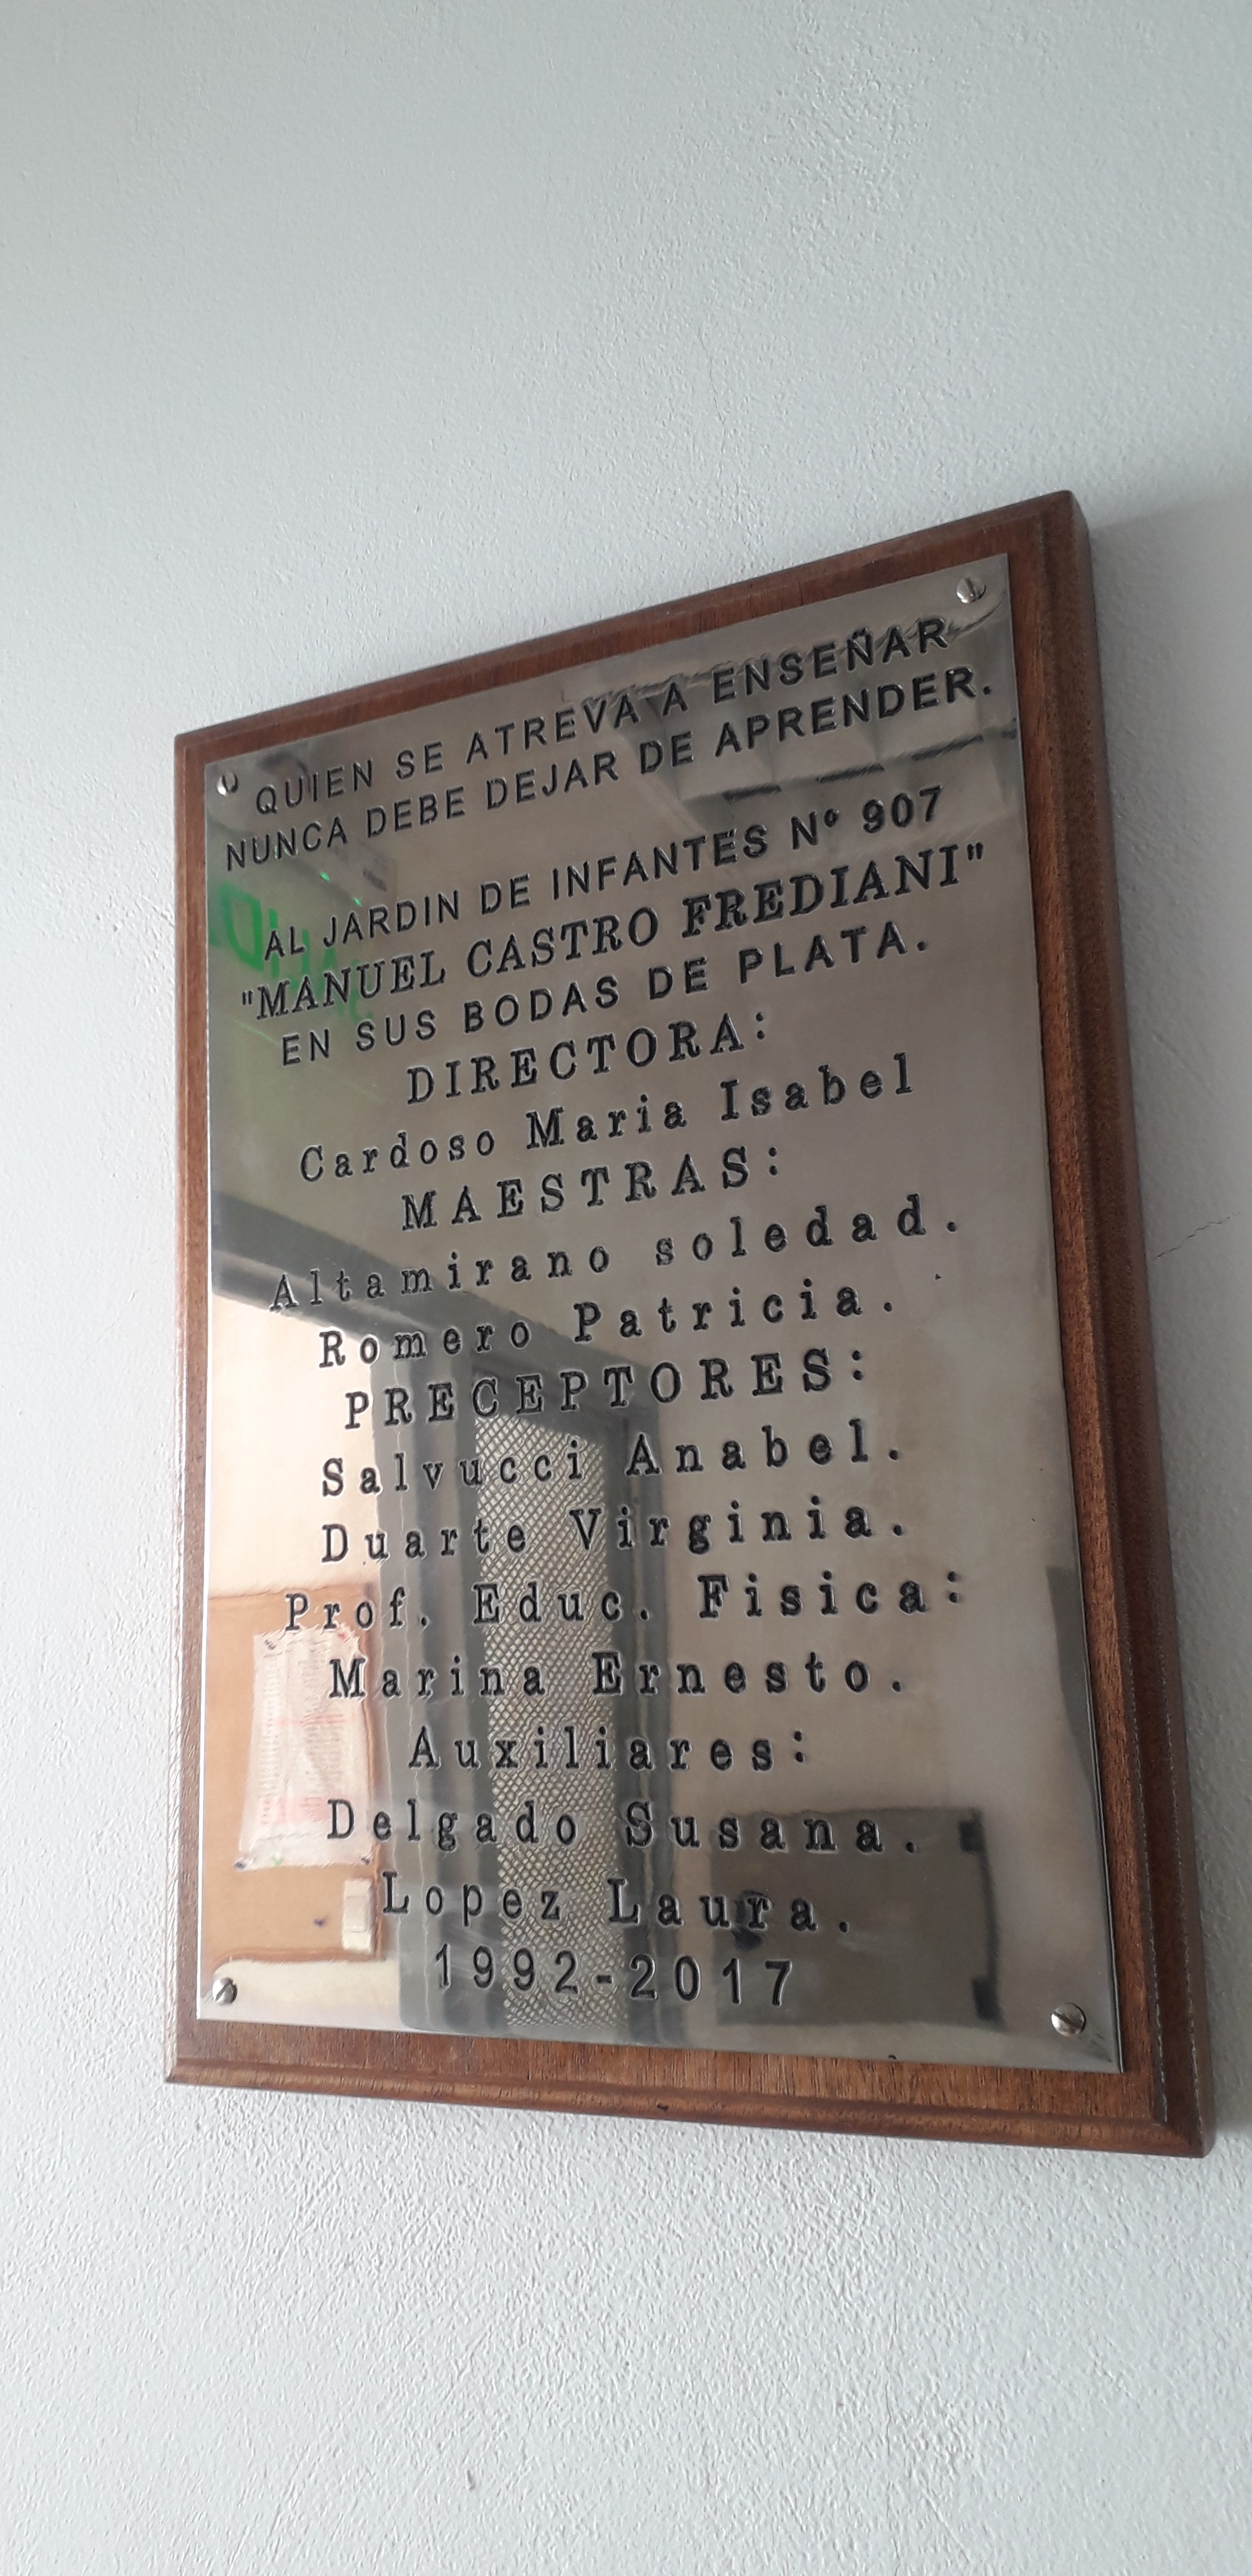 QUIEN SE ATREVA A ENSEÑAR
NUNCA DEBE DEJAR DE APRENDER.
AL JARDIN DE INFANTES Nº 907
"MANUEL CASTRO FREDIANI"
EN SUS BODAS DE PLATA.
DIRECTORA:
Cardoso Maria Isabel
MAESTRAS:
Altamirano soledad.
Romero Patricia.
PRECEPTORES:
Salvucci Anabel.
Duarte Virginia.
Prof. Educ. Fisica:
Marina Ernesto.
Auxiliares:
Delgado Susana.
Lopez Laura.
1992-2017